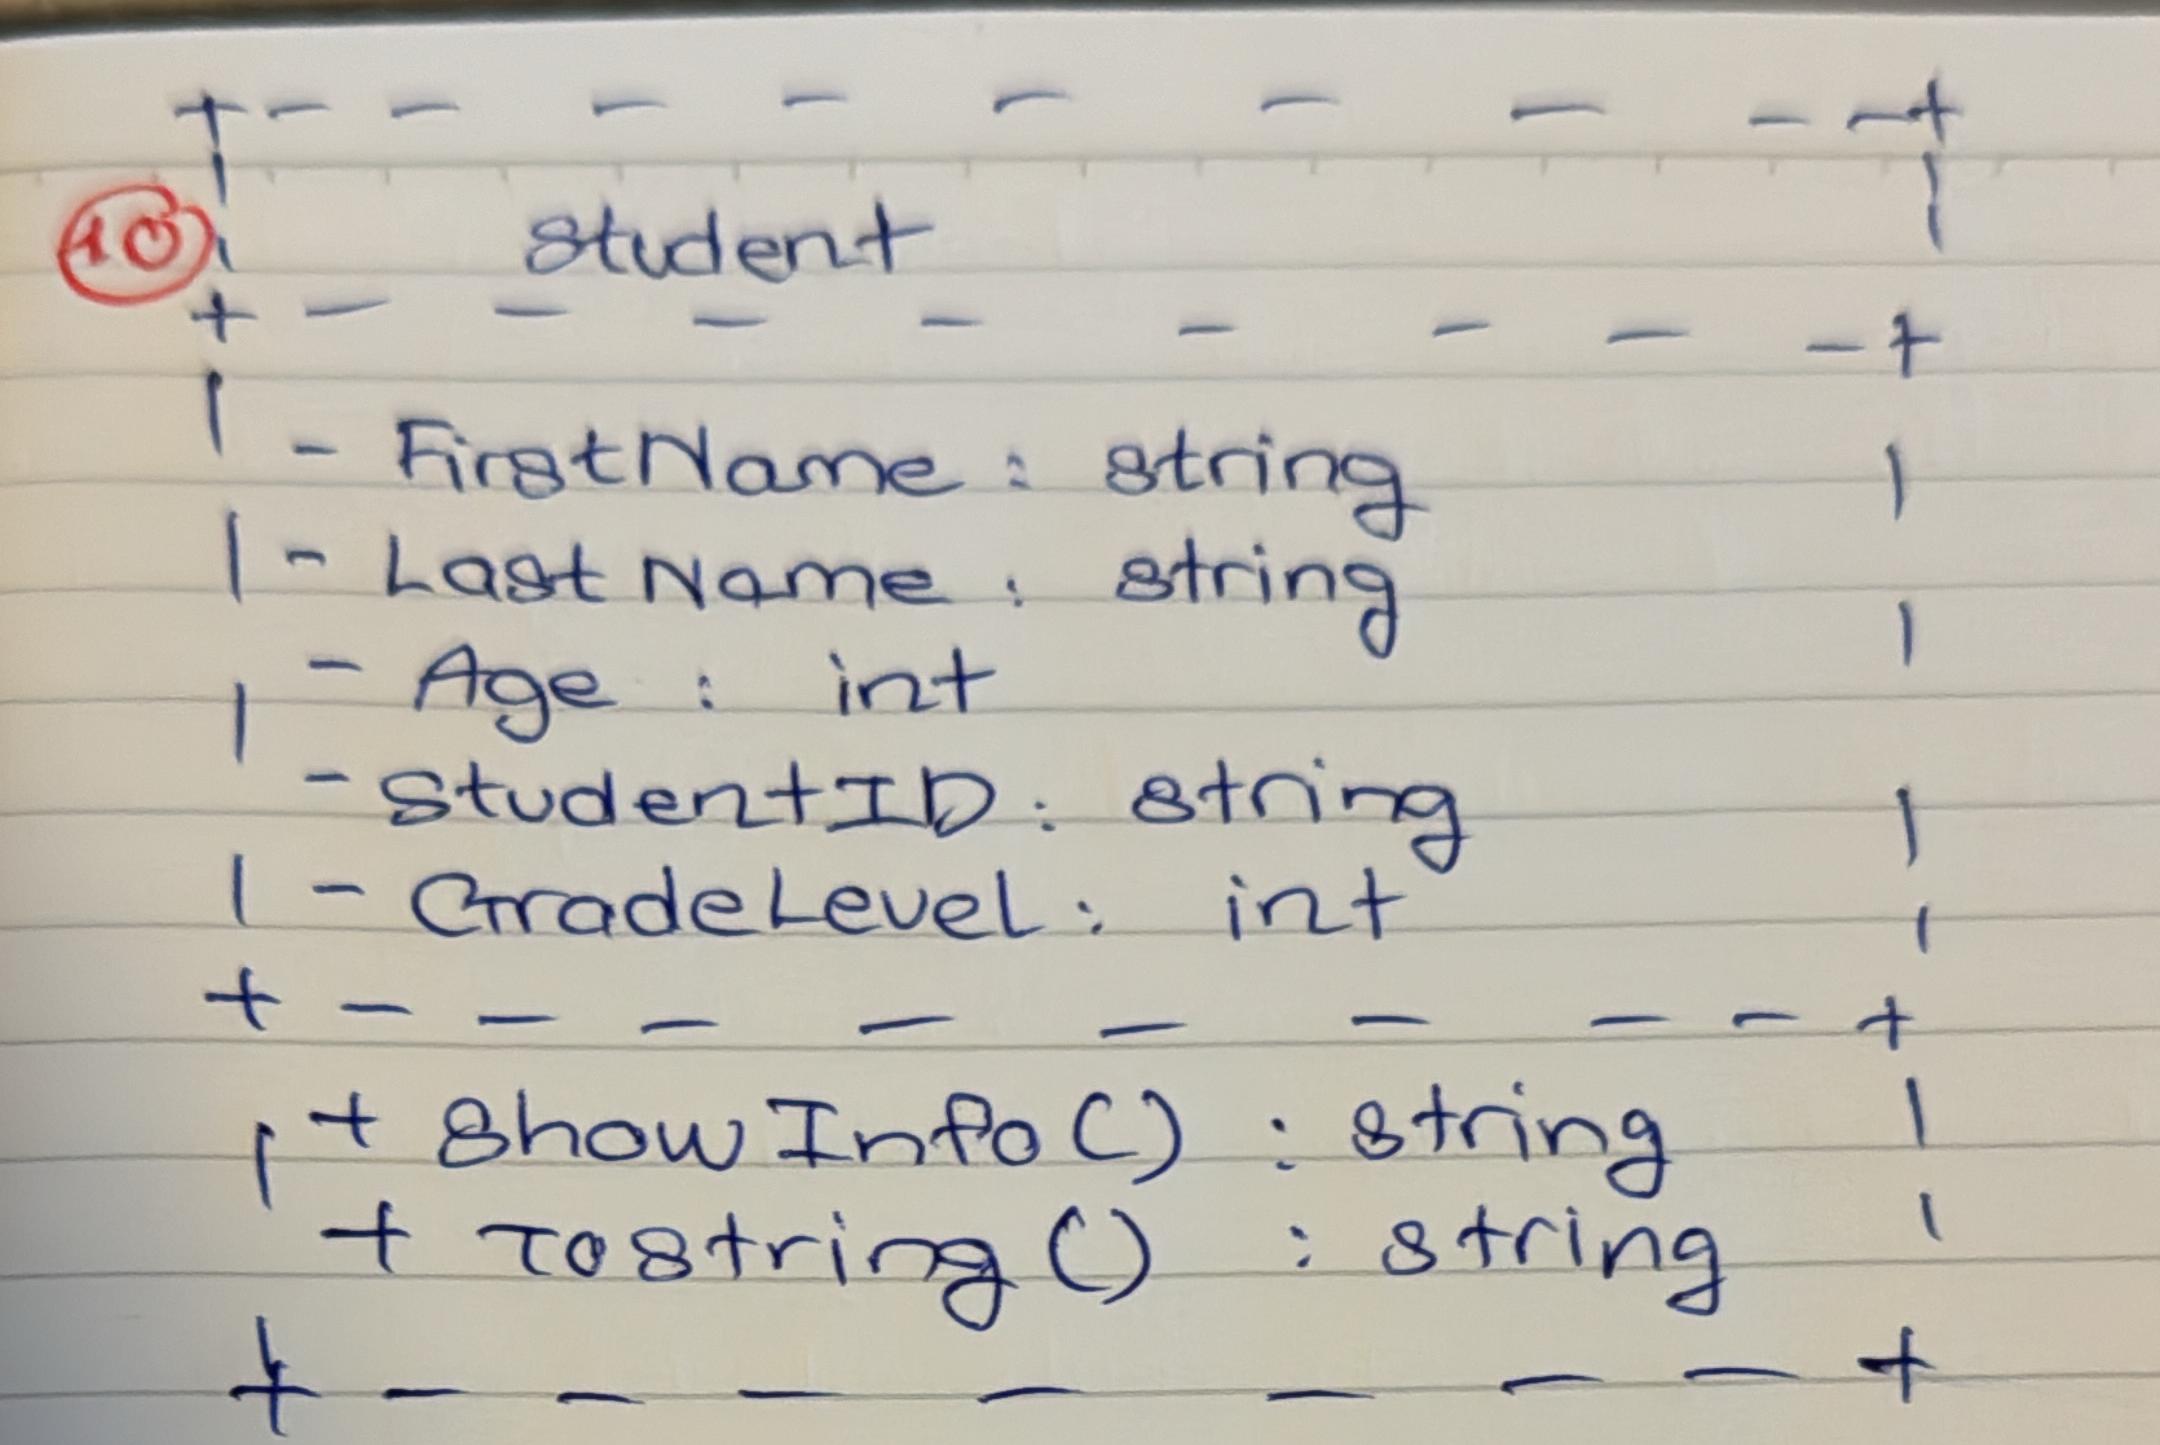 + - - - - - - - - +
⑩ | Student |
+ - - - - - - - - +
| - FirstName : string |
| - LastName : string |
| - Age : int
- StudentID : string |
| - GradeLevel : int |
+ - - - - - - - - +
| + ShowInfo() : string |
+ ToString() : string |
+ - - - - - - - +